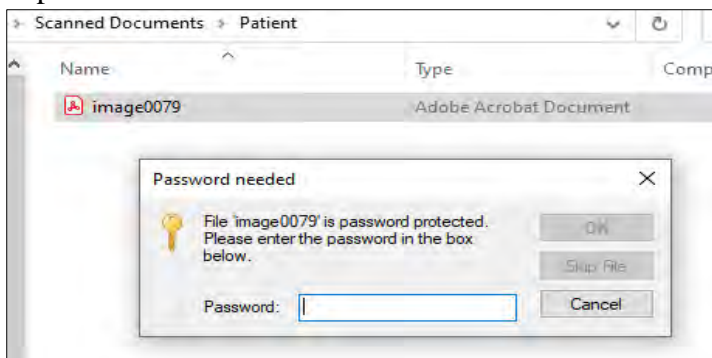 Scanned Documents > Patient
Name Type Comp
image0079 Adobe Acrobat Document
Password needed
File 'image0079' is password protected.
Please enter the password in the box
below.
OK
Skip File
Password:
Cancel